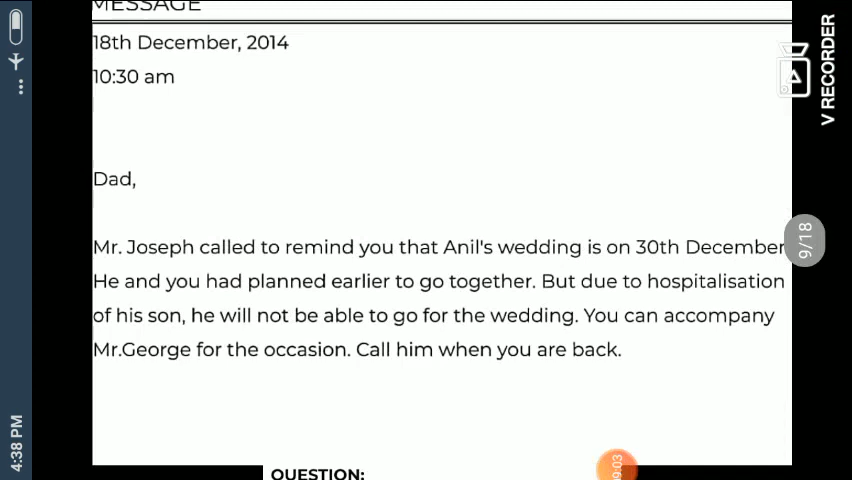 MESSAGE
18th December, 2014
10:30 am
Dad,
Mr. Joseph called to remind you that Anil's wedding is on 30th December
He and you had planned earlier to go together. But due to hospitalisation
of his son, he will not be able to go for the wedding. You can accompany
Mr.George for the occasion. Call him when you are back.
QUESTION:
4:38 PM
V RECORDER
9/18
09:03